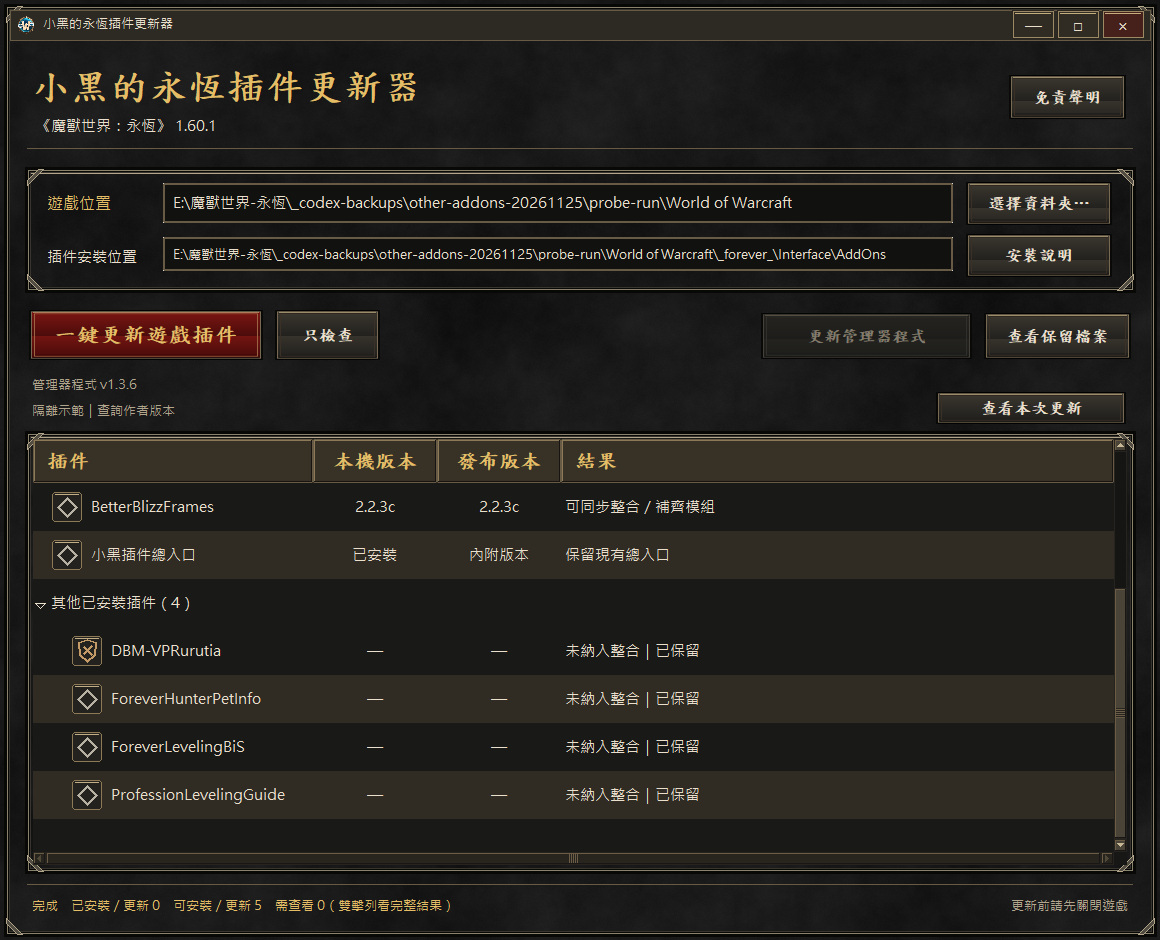 小黑的永恆插件更新器
小黑的永恆插件更新器
《魔獸世界：永恆》 1.60.1
免責聲明
遊戲位置 E:\魔獸世界-永恆\_codex-backups\other-addons-20261125\probe-run\World of Warcraft 選擇資料夾…
插件安裝位置 E:\魔獸世界-永恆\_codex-backups\other-addons-20261125\probe-run\World of Warcraft\_forever_\Interface\AddOns 安裝說明
一鍵更新遊戲插件 只檢查 更新管理器程式 查看保留檔案
管理器程式 v1.3.6
隔離示範 | 查詢作者版本
查看本次更新
插件 本機版本 發布版本 結果
BetterBlizzFrames 2.2.3c 2.2.3c 可同步整合 / 補齊模組
小黑插件總入口 已安裝 內附版本 保留現有總入口
其他已安裝插件 ( 4 )
DBM-VPRurutia — — 未納入整合 | 已保留
ForeverHunterPetInfo — — 未納入整合 | 已保留
ForeverLevelingBiS — — 未納入整合 | 已保留
ProfessionLevelingGuide — — 未納入整合 | 已保留
完成 已安裝 / 更新 0 可安裝 / 更新 5 需查看 0 ( 雙擊列看完整結果 ) 更新前請先關閉遊戲